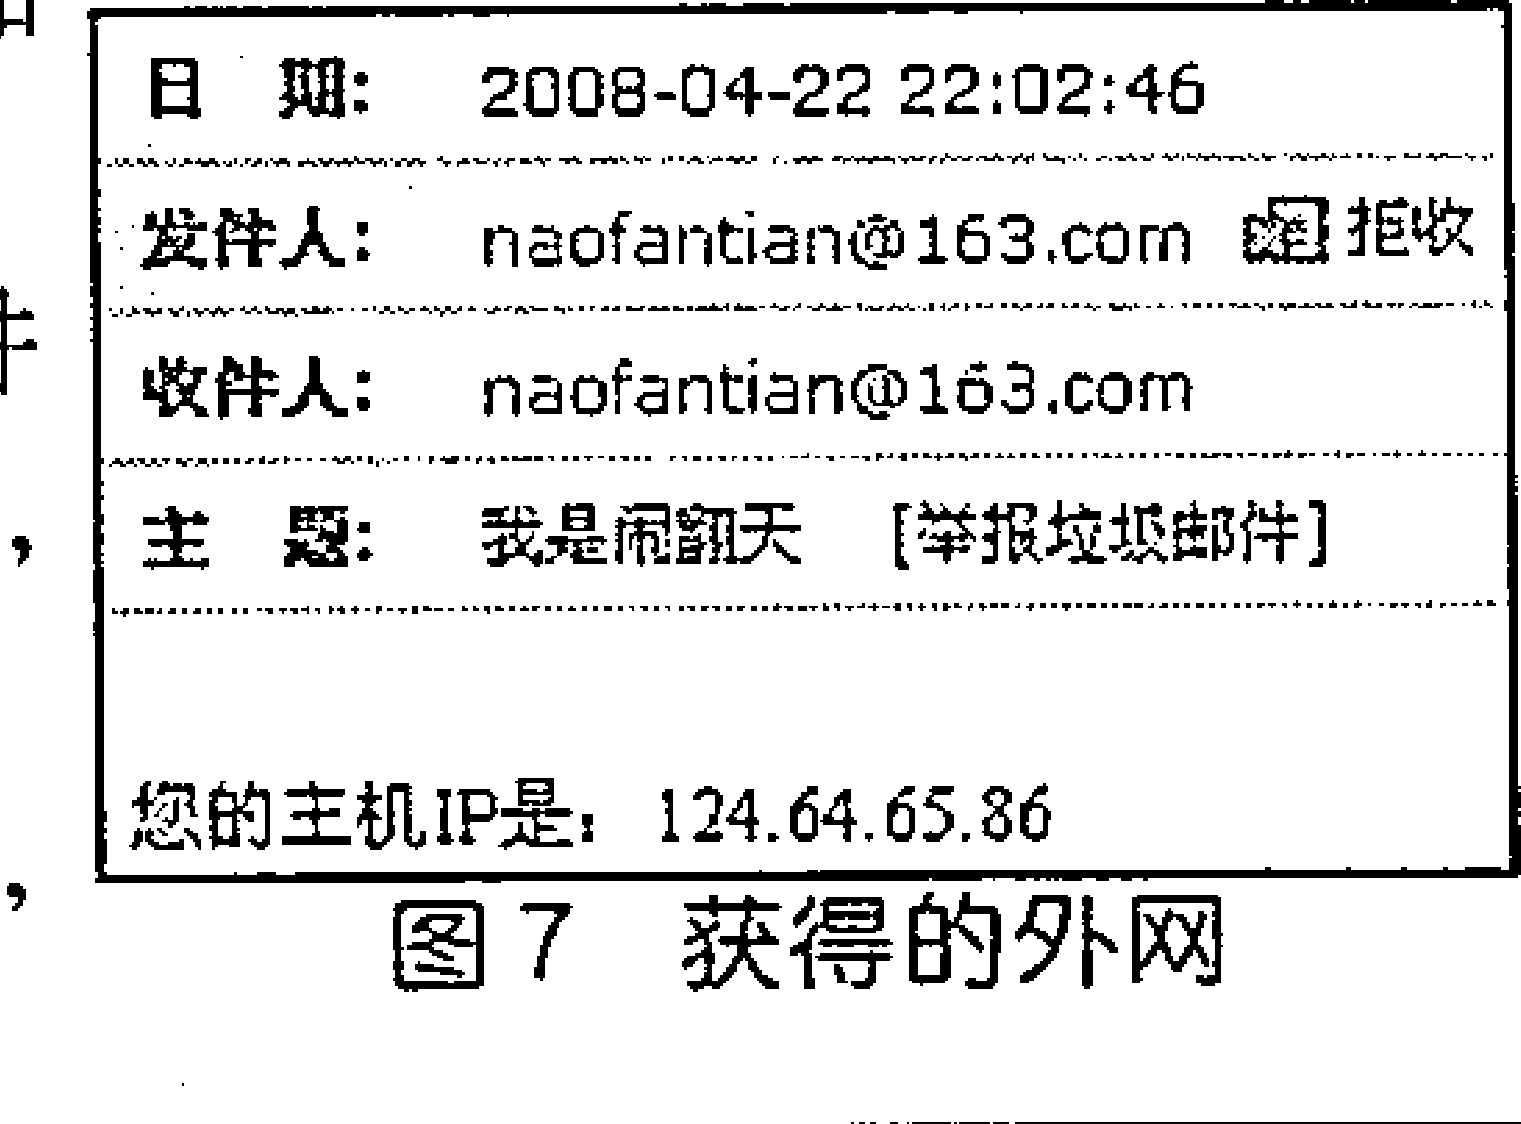 日 期: 2008-04-22 22:02:46
发件人: naofantian@163.com 拒收
收件人: naofantian@163.com
主 题: 我是闹翻天 [举报垃圾邮件]
您的主机IP是: 124.64.65.86
图7 获得的外网
件
,
,